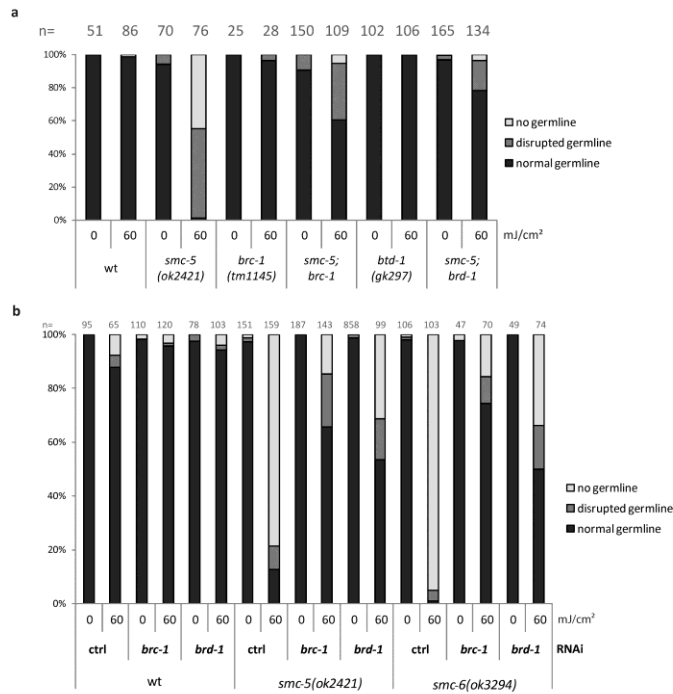 a
n= 51 86 70 76 25 28 150 109 102 106 165 134
100%
80%
60%
40%
20%
0%
no germline
disrupted germline
normal germline
0 60 0 60 0 60 0 60 0 60 0 60 mJ/cm²
wt smc-5 (ok2421) brc-1 (tm1145) smc-5; brc-1 btd-1 (gk297) smc-5; brd-1
b
n= 95 65 110 120 78 103 151 159 187 143 858 99 106 103 47 70 49 74
100%
80%
60%
40%
20%
0%
no germline
disrupted germline
normal germline
0 60 0 60 0 60 0 60 0 60 0 60 0 60 0 60 0 60 mJ/cm²
ctrl brc-1 brd-1 ctrl brc-1 brd-1 ctrl brc-1 brd-1 RNAi
wt smc-5(ok2421) smc-6(ok3294)